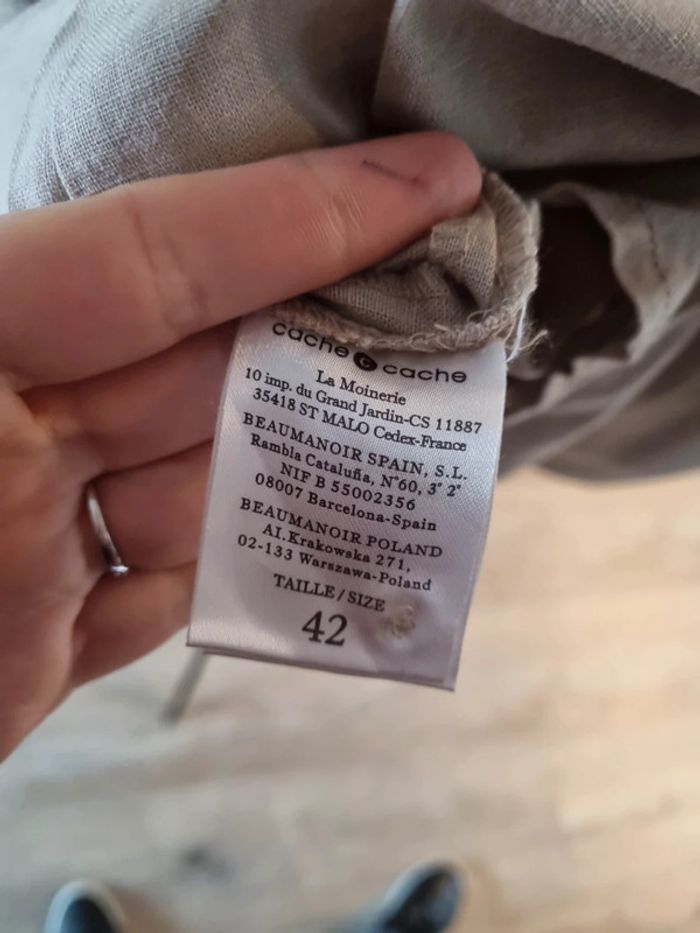 cache c cache
La Moinerie
10 imp. du Grand Jardin-CS 11887
35418 ST MALO Cedex-France
BEAUMANOIR SPAIN, S.L.
Rambla Cataluña, N°60, 3° 2°
NIF B 55002356
08007 Barcelona-Spain
BEAUMANOIR POLAND
Al.Krakowska 271,
02-133 Warszawa-Poland
TAILLE/SIZE
42